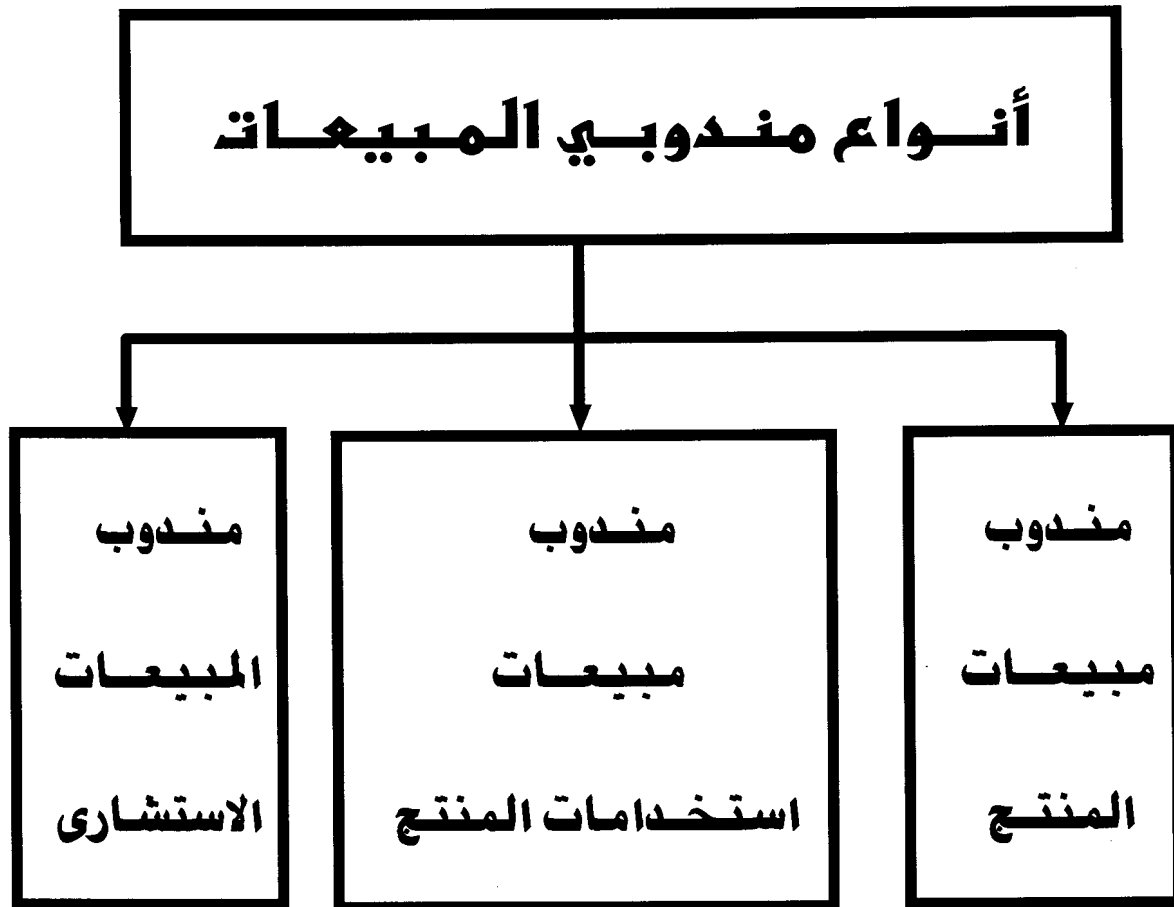 أنواع مندوبي المبيعات
مندوب
مبيعات
المنتج
مندوب
مبيعات
استخدامات المنتج
مندوب
المبيعات
الاستشارى